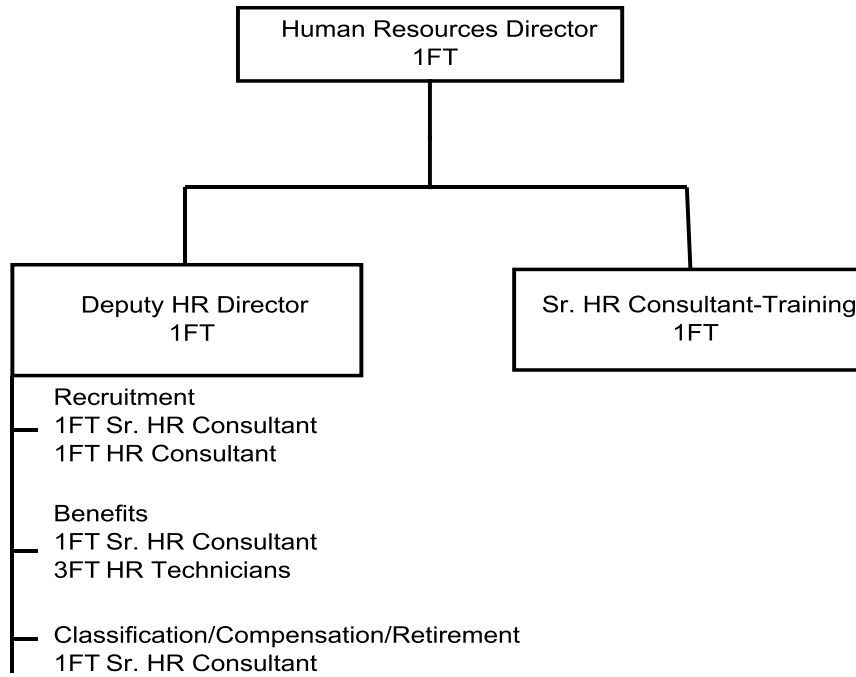 Human Resources Director
1FT
Deputy HR Director
1FT
Sr. HR Consultant-Training
1FT
Recruitment
1FT Sr. HR Consultant
1FT HR Consultant
Benefits
1FT Sr. HR Consultant
3FT HR Technicians
Classification/Compensation/Retirement
1FT Sr. HR Consultant